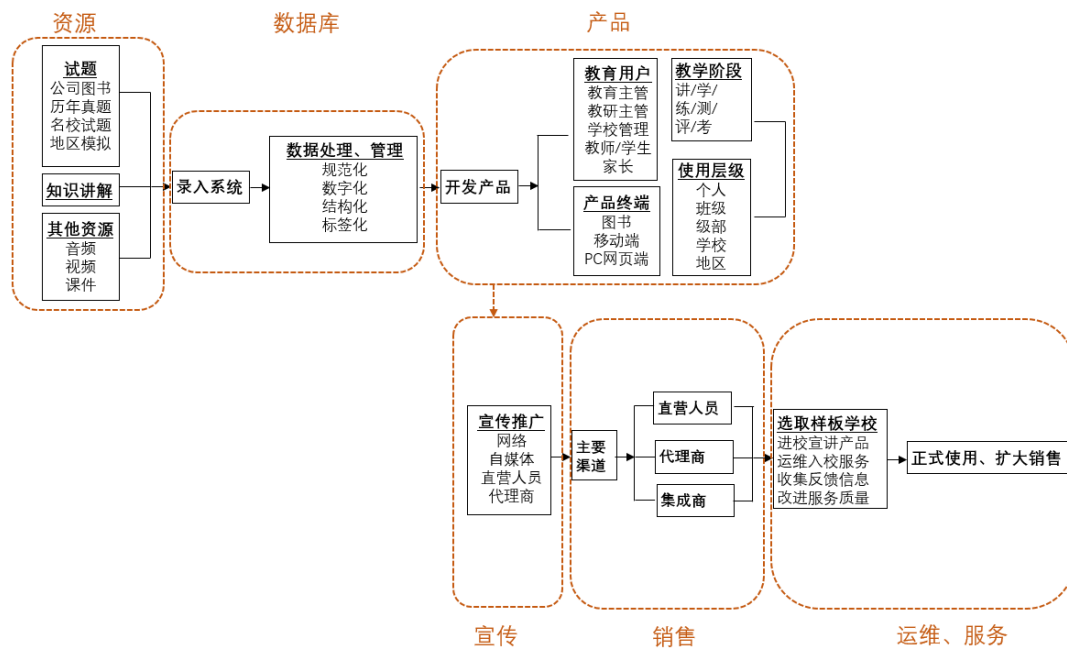 资源
数据库
产品
试题
公司图书
历年真题
名校试题
地区模拟
知识讲解
其他资源
音频
视频
课件
录入系统
数据处理、管理
规范化
数字化
结构化
标签化
开发产品
教育用户
教育主管
教研主管
学校管理
教师/学生
家长
产品终端
图书
移动端
PC网页端
教学阶段
讲/学/
练/测/
评/考
使用层级
个人
班级
级部
学校
地区
宣传推广
网络
自媒体
直营人员
代理商
主要
渠道
直营人员
代理商
集成商
选取样板学校
进校宣讲产品
运维入校服务
收集反馈信息
改进服务质量
正式使用、扩大销售
宣传
销售
运维、服务